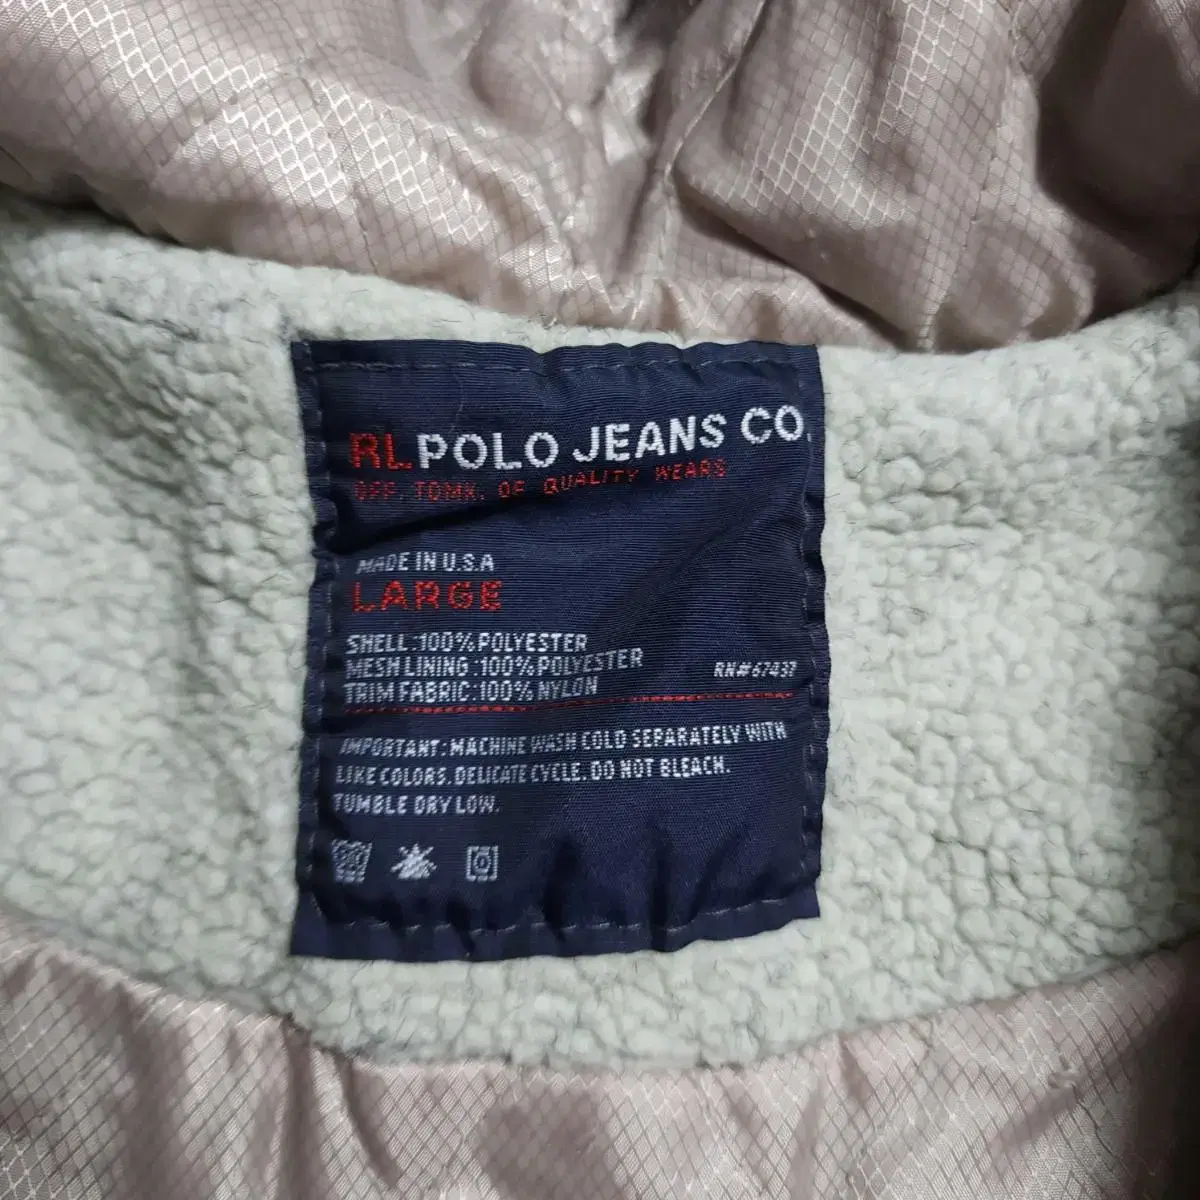 RL POLO JEANS CO.
OFF. TDMK. OF QUALITY WEARS
MADE IN U.S.A
LARGE
SHELL:100% POLYESTER
MESH LINING:100% POLYESTER
TRIM FABRIC:100% NYLON
RN# 67437
IMPORTANT: MACHINE WASH COLD SEPARATELY WITH
LIKE COLORS. DELICATE CYCLE. DO NOT BLEACH.
TUMBLE DRY LOW.